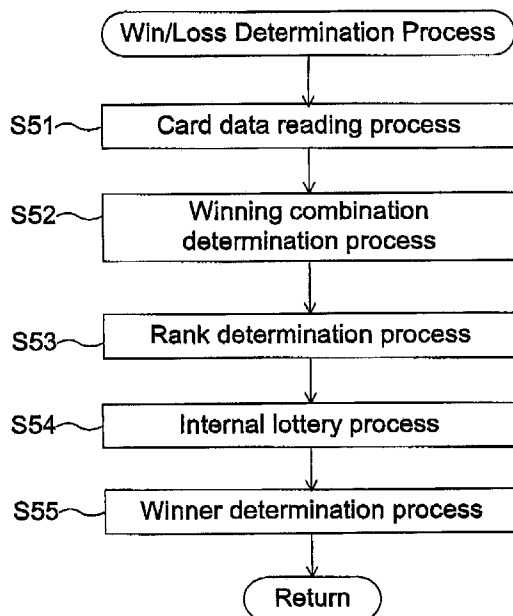 Win/Loss Determination Process
S51
Card data reading process
S52
Winning combination
determination process
S53
Rank determination process
S54
Internal lottery process
S55
Winner determination process
Return